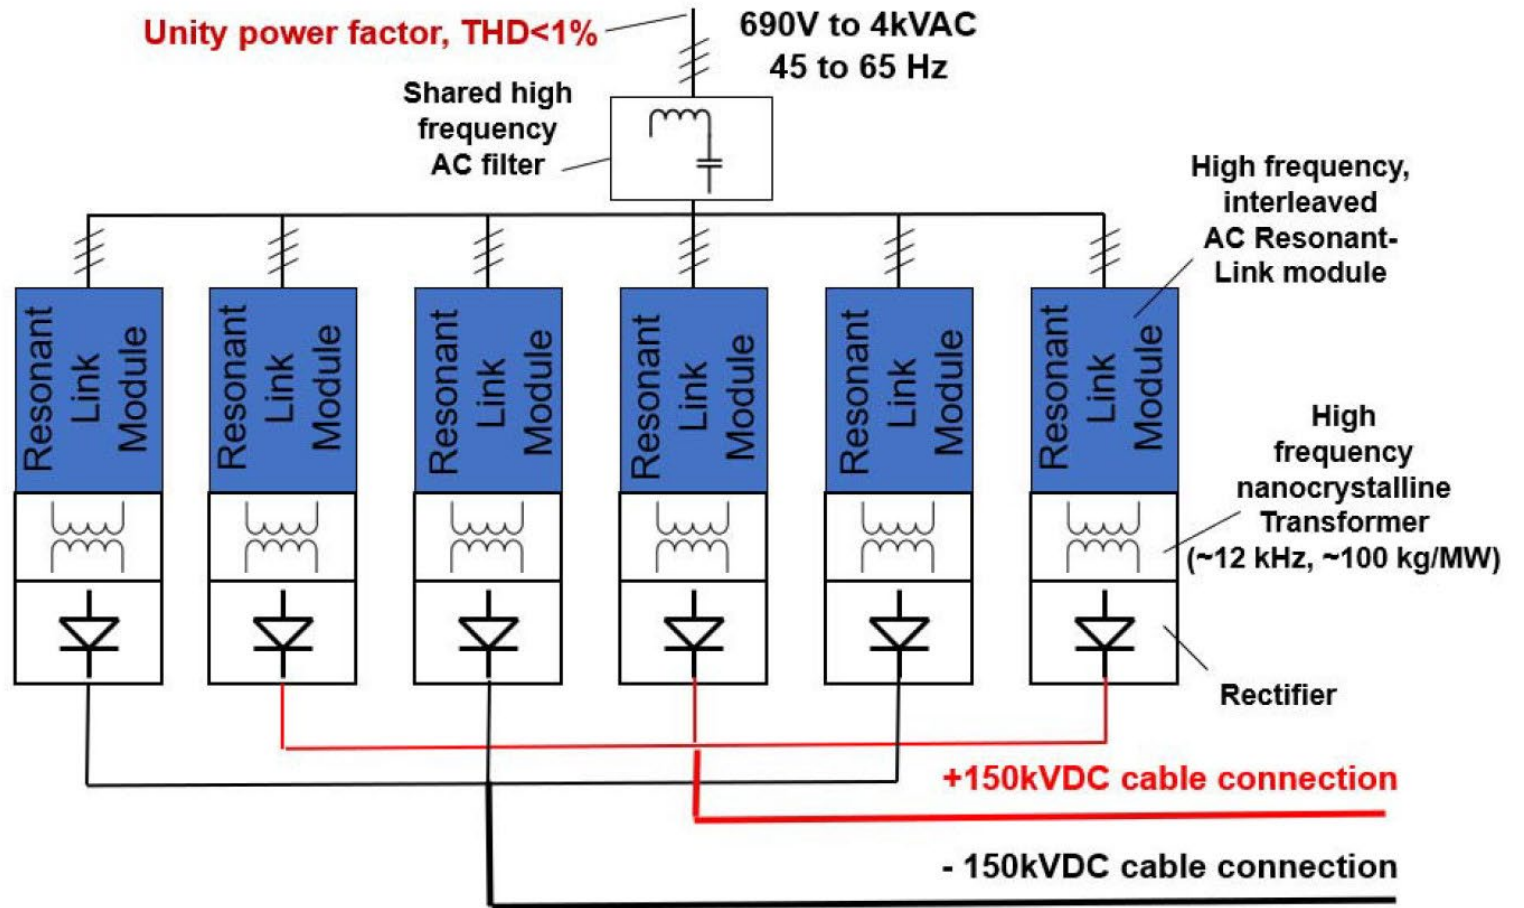 Unity power factor, THD<1%
690V to 4kVAC
45 to 65 Hz
Shared high
frequency
AC filter
High frequency,
interleaved
AC Resonant-
Link module
Resonant
Link
Module
Resonant
Link
Module
Resonant
Link
Module
Resonant
Link
Module
Resonant
Link
Module
Resonant
Link
Module
High
frequency
nanocrystalline
Transformer
(~12 kHz, ~100 kg/MW)
Rectifier
+150kVDC cable connection
- 150kVDC cable connection